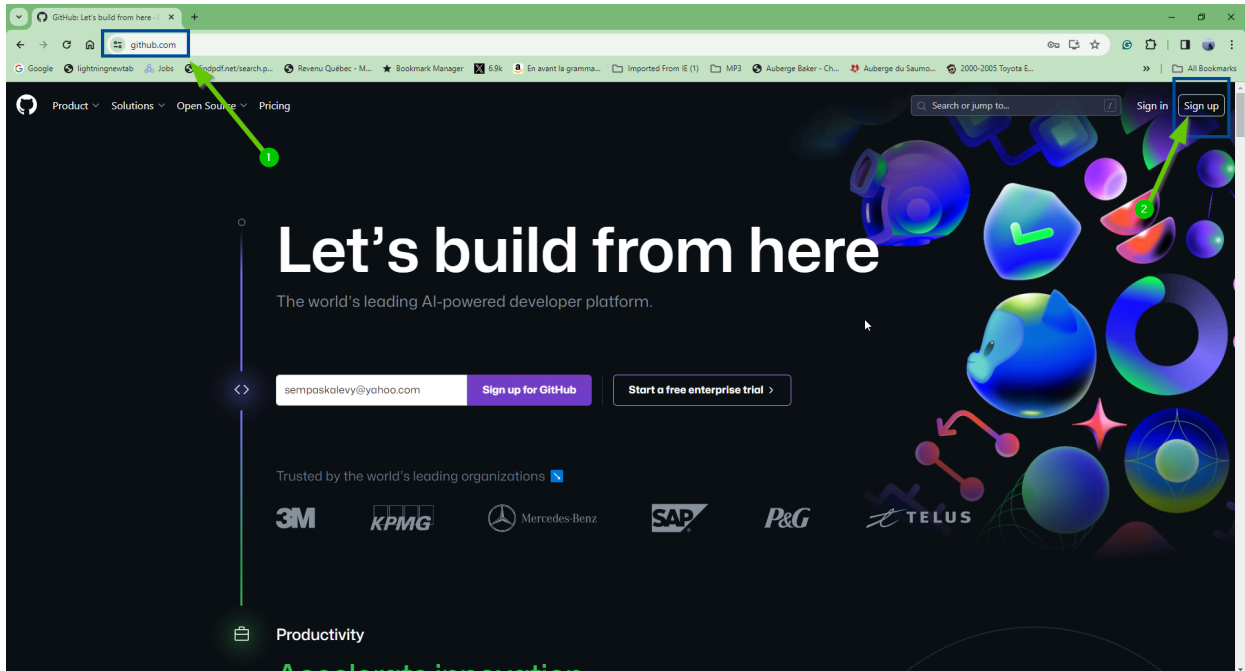 GitHub: Let's build from here · G
github.com
Google lightningnewtab Jobs findpdf.net/search.p... Revenu Québec - M... Bookmark Manager 6.9k En avant la gramma... Imported From IE (1) MP3 Auberge Baker - Ch... Auberge du Saumo... 2000-2005 Toyota E... » All Bookmarks
Product Solutions Open Source Pricing Search or jump to... / Sign in Sign up
1
2
Let's build from here
The world's leading AI-powered developer platform.
sempaskalevy@yahoo.com Sign up for GitHub Start a free enterprise trial >
Trusted by the world's leading organizations ↘
3M KPMG Mercedes-Benz SAP P&G TELUS
Productivity
Accelerate innovation